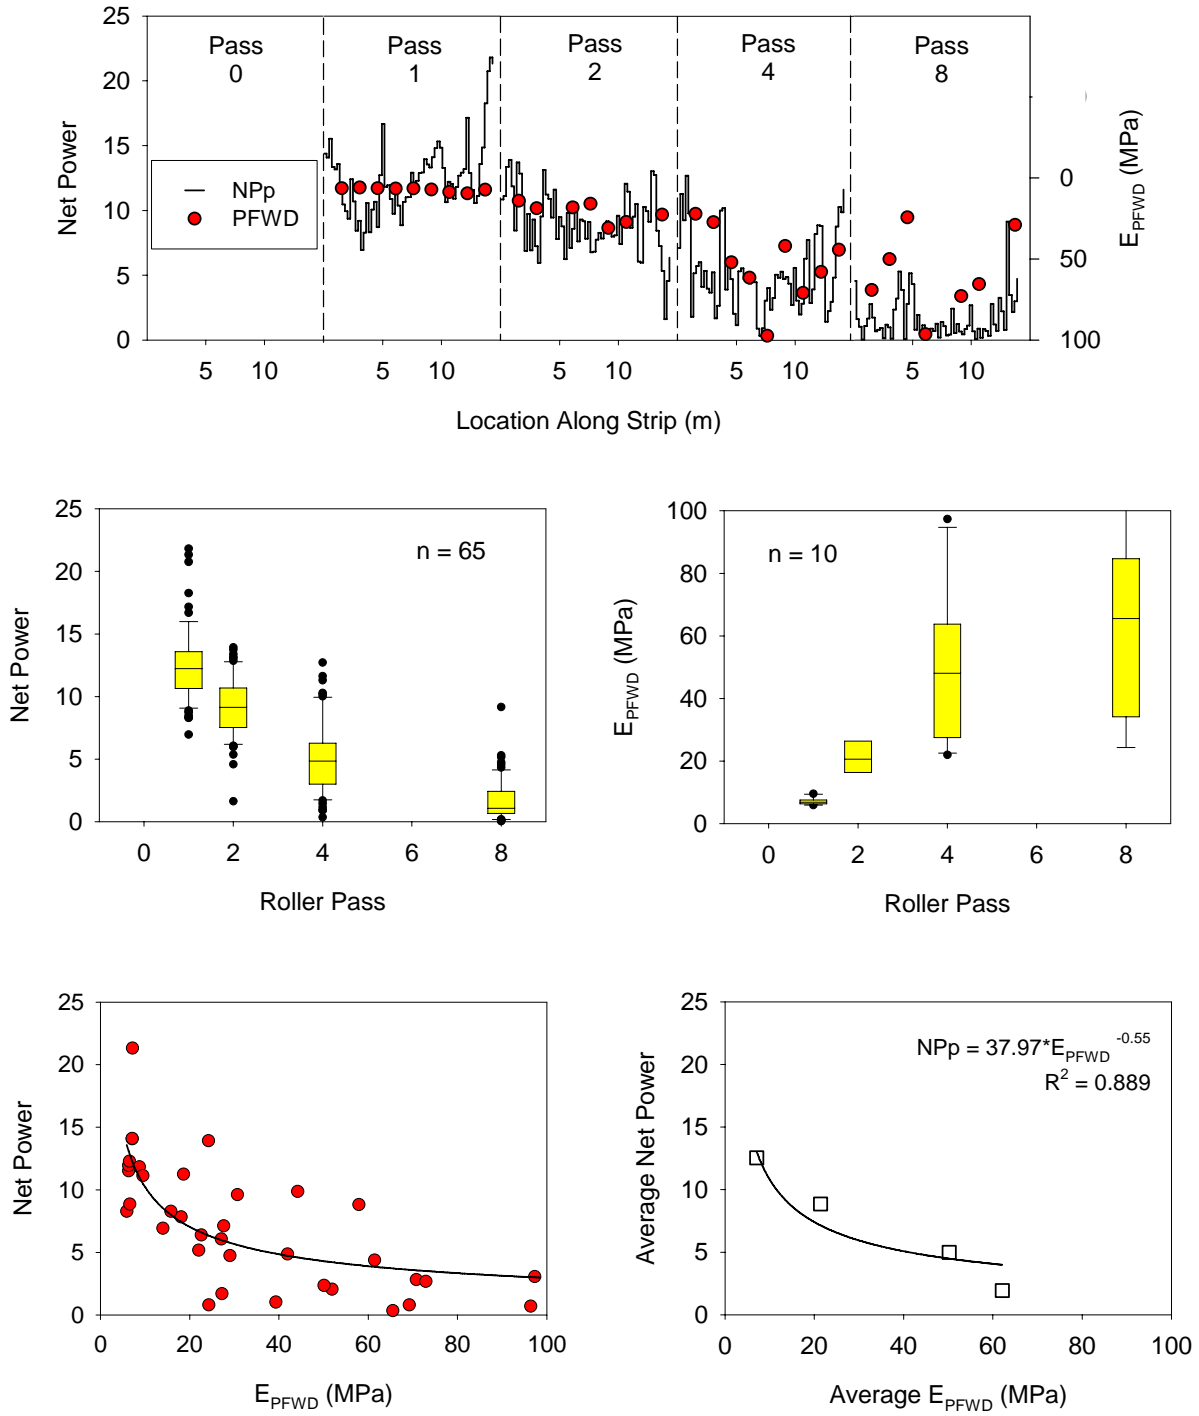 25
20
15
10
5
0
Net Power
Pass
0
Pass
1
Pass
2
Pass
4
Pass
8
NPp
PFWD
0
50
100
E_PFWD (MPa)
5 10 5 10 5 10 5 10 5 10
Location Along Strip (m)
25
20
15
10
5
0
Net Power
n = 65
0 2 4 6 8
Roller Pass
100
80
60
40
20
0
E_PFWD (MPa)
n = 10
0 2 4 6 8
Roller Pass
25
20
15
10
5
0
Net Power
0 20 40 60 80 100
E_PFWD (MPa)
25
20
15
10
5
0
Average Net Power
NPp = 37.97*E_PFWD ^-0.55
R² = 0.889
0 20 40 60 80 100
Average E_PFWD (MPa)